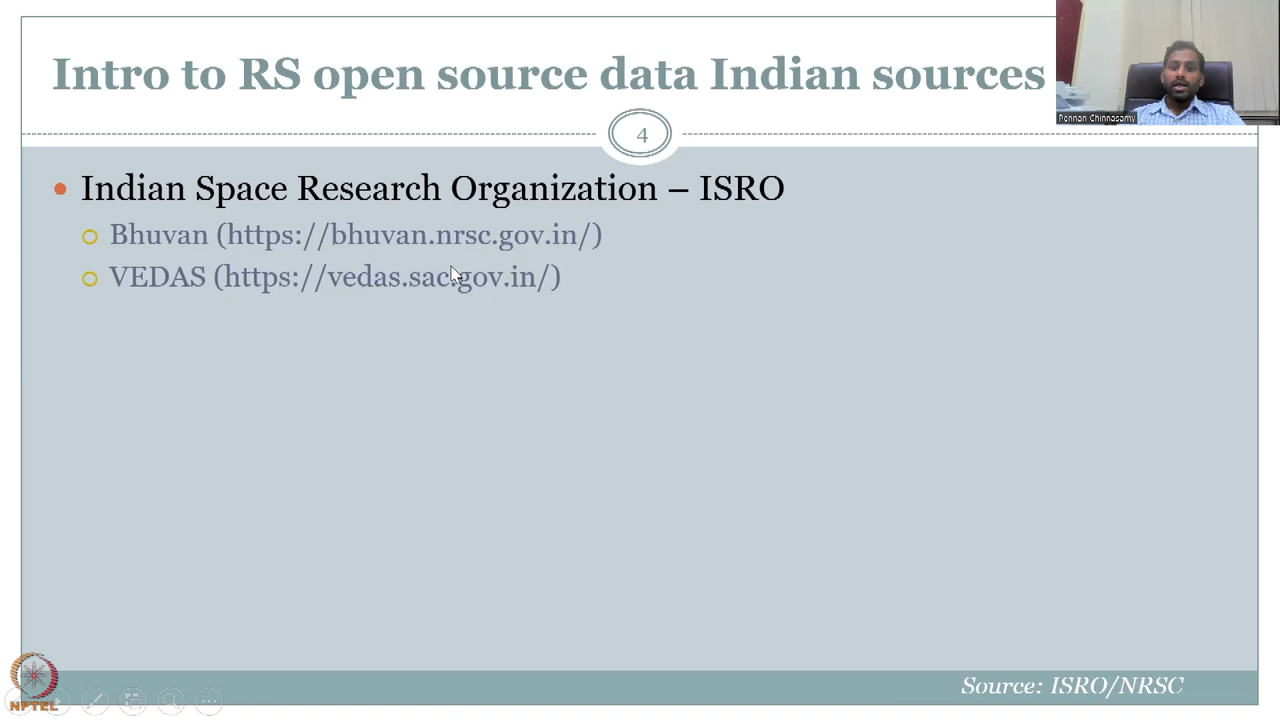 Intro to RS open source data Indian sources
Pennan Chinnasamy
4
Indian Space Research Organization – ISRO
Bhuvan (https://bhuvan.nrsc.gov.in/)
VEDAS (https://vedas.sac.gov.in/)
Source: ISRO/NRSC
NPTEL